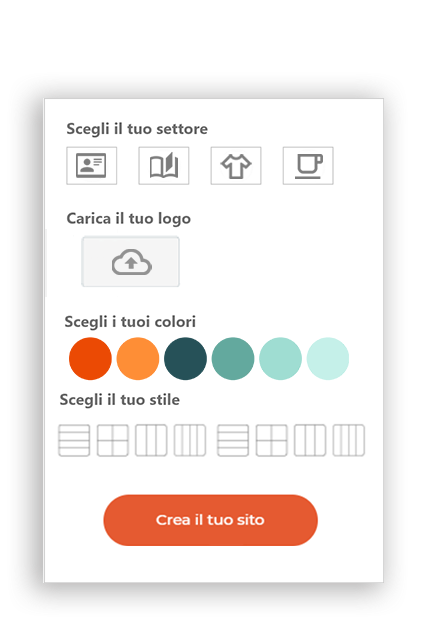 Scegli il tuo settore
Carica il tuo logo
Scegli i tuoi colori
Scegli il tuo stile
Crea il tuo sito